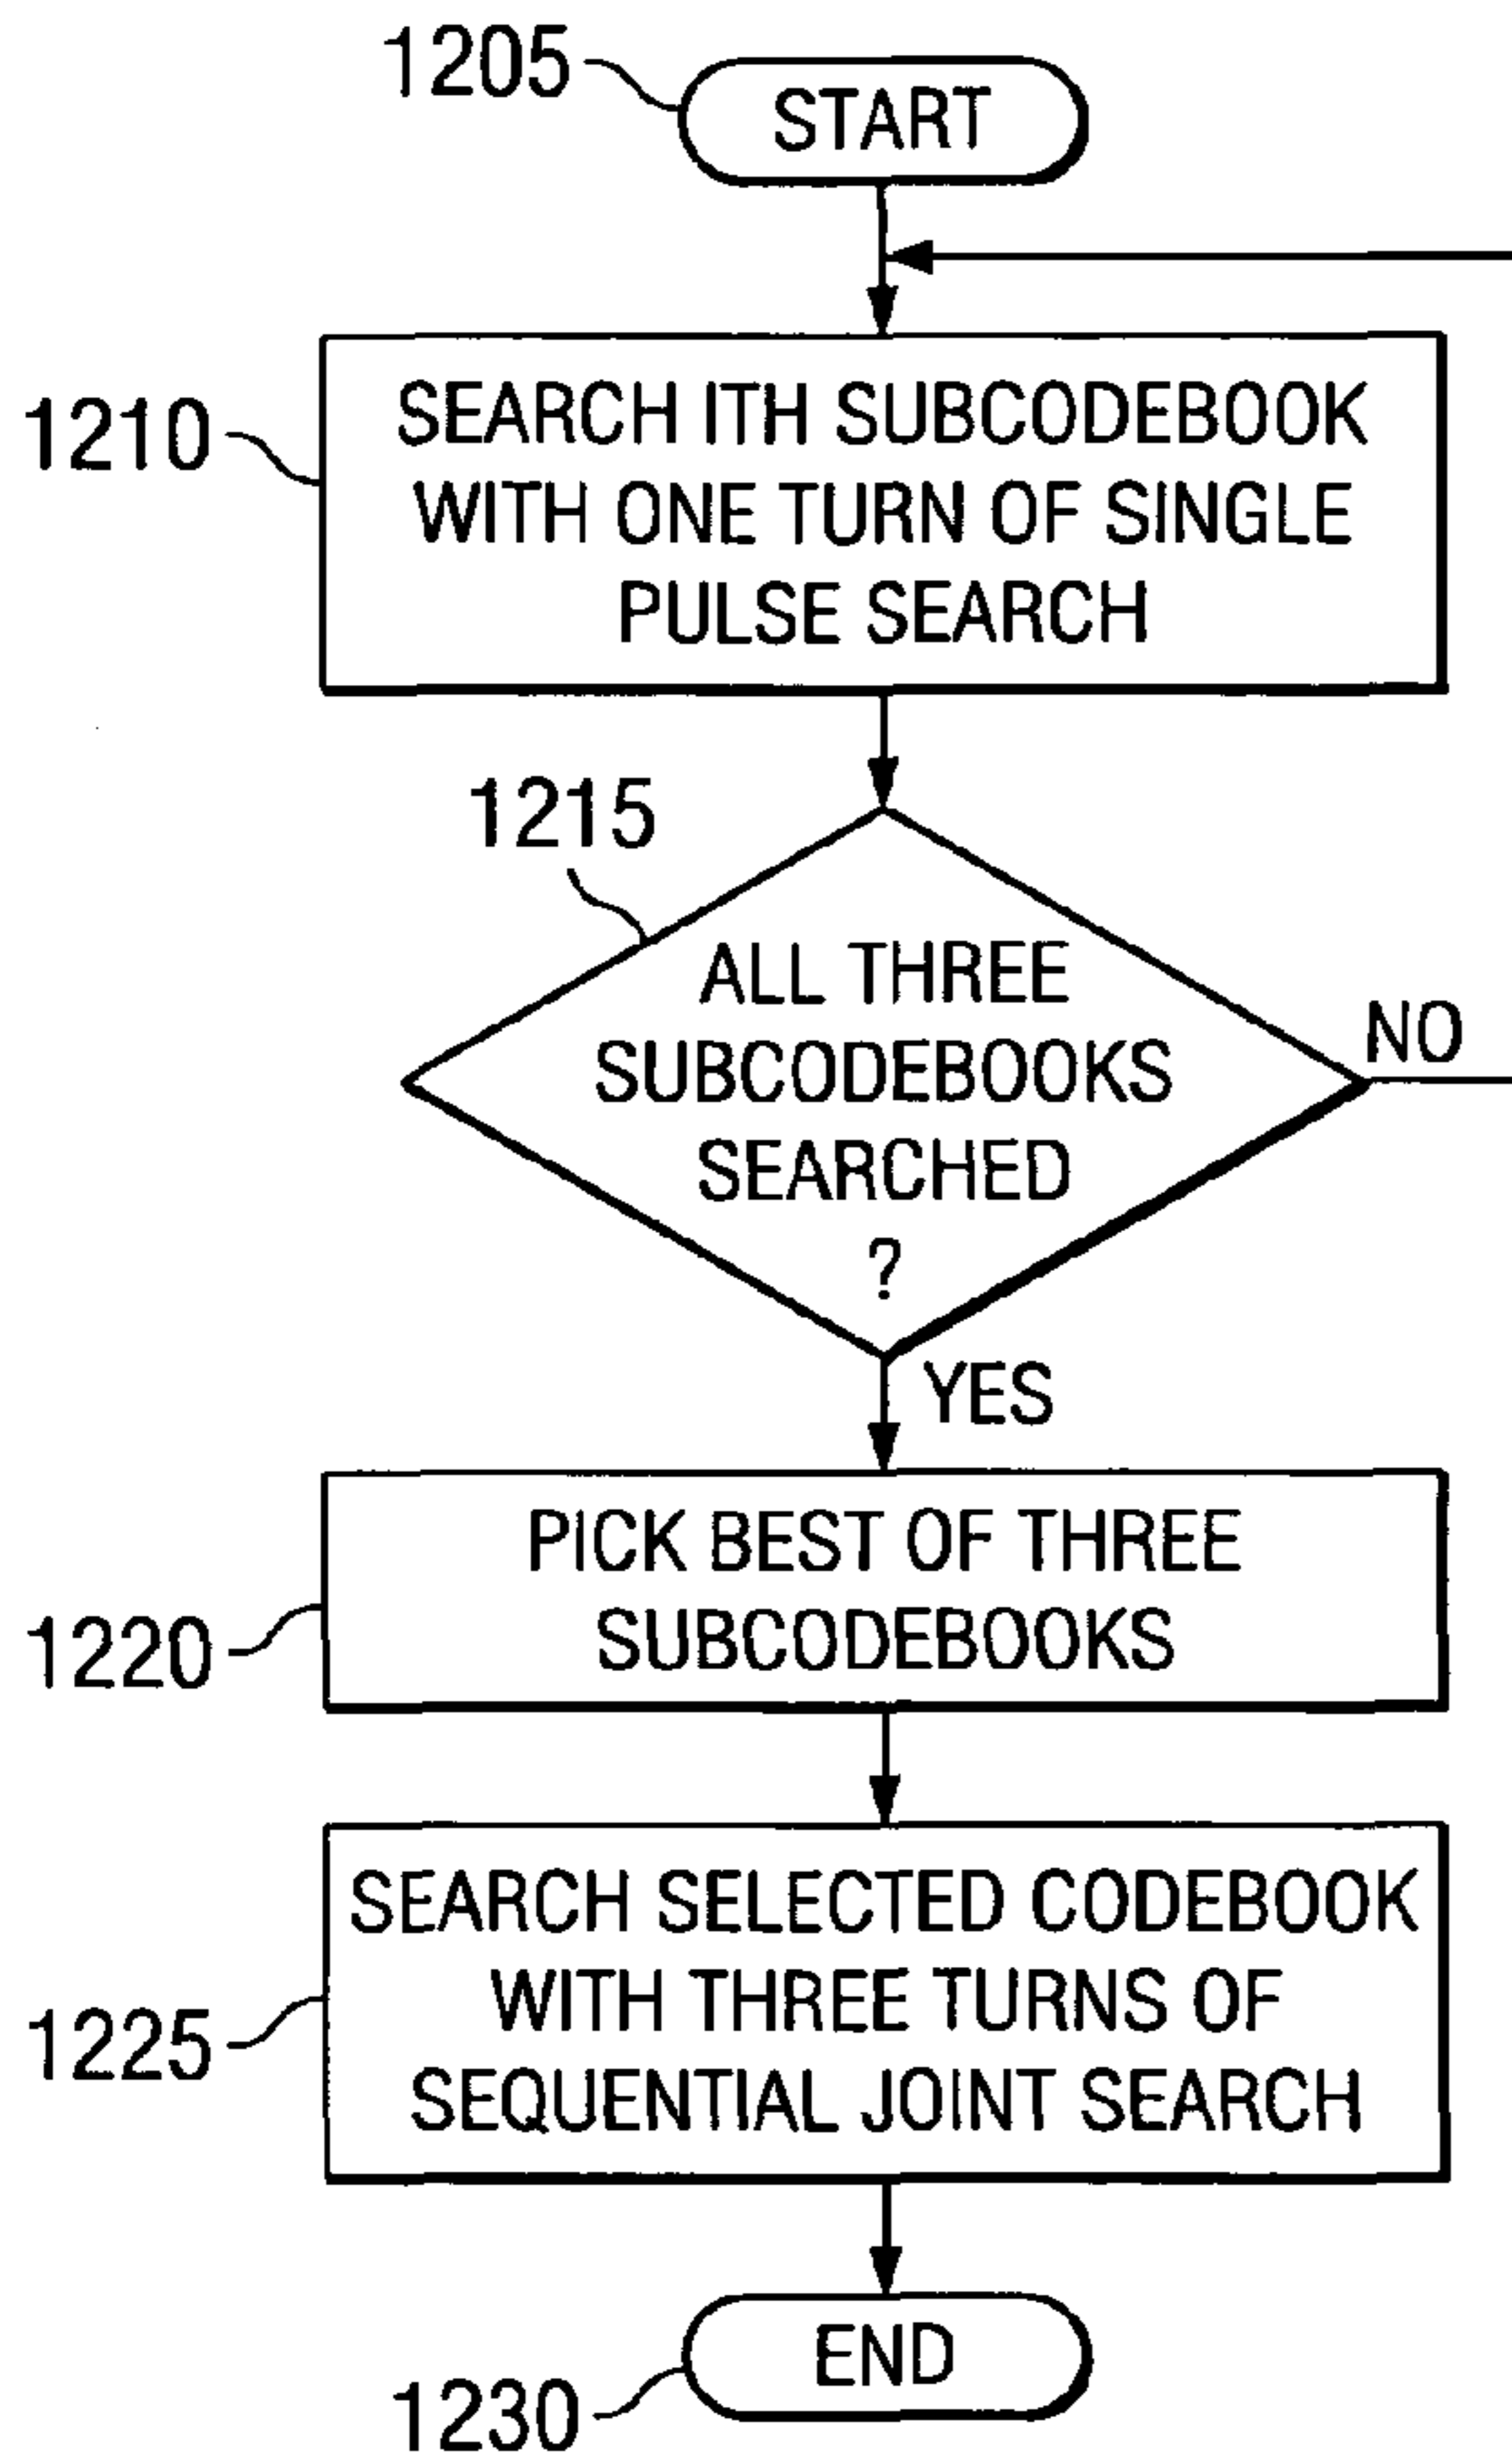 1205
START
1210
SEARCH ITH SUBCODEBOOK
WITH ONE TURN OF SINGLE
PULSE SEARCH
1215
ALL THREE
SUBCODEBOOKS
SEARCHED
?
NO
YES
1220
PICK BEST OF THREE
SUBCODEBOOKS
1225
SEARCH SELECTED CODEBOOK
WITH THREE TURNS OF
SEQUENTIAL JOINT SEARCH
1230
END